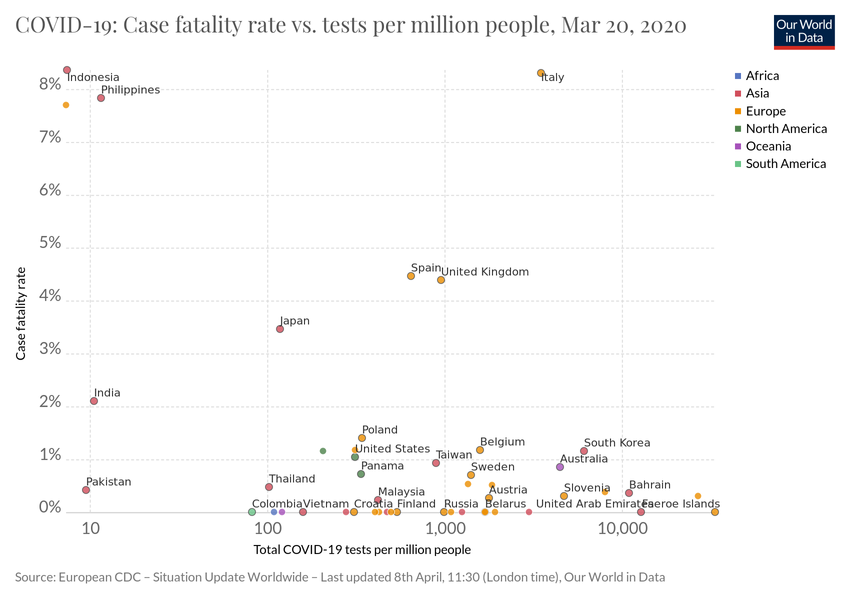 COVID-19: Case fatality rate vs. tests per million people, Mar 20, 2020
Our World
in Data
Africa
Asia
Europe
North America
Oceania
South America
Case fatality rate
8%
7%
6%
5%
4%
3%
2%
1%
0%
Indonesia
Philippines
Italy
Spain
United Kingdom
Japan
India
Poland
United States
Panama
Taiwan
Belgium
Sweden
South Korea
Australia
Pakistan
Thailand
Malaysia
Austria
Slovenia
Bahrain
Colombia
Vietnam
Croatia
Finland
Russia
Belarus
United Arab Emirates
Faeroe Islands
10
100
1,000
10,000
Total COVID-19 tests per million people
Source: European CDC – Situation Update Worldwide – Last updated 8th April, 11:30 (London time), Our World in Data